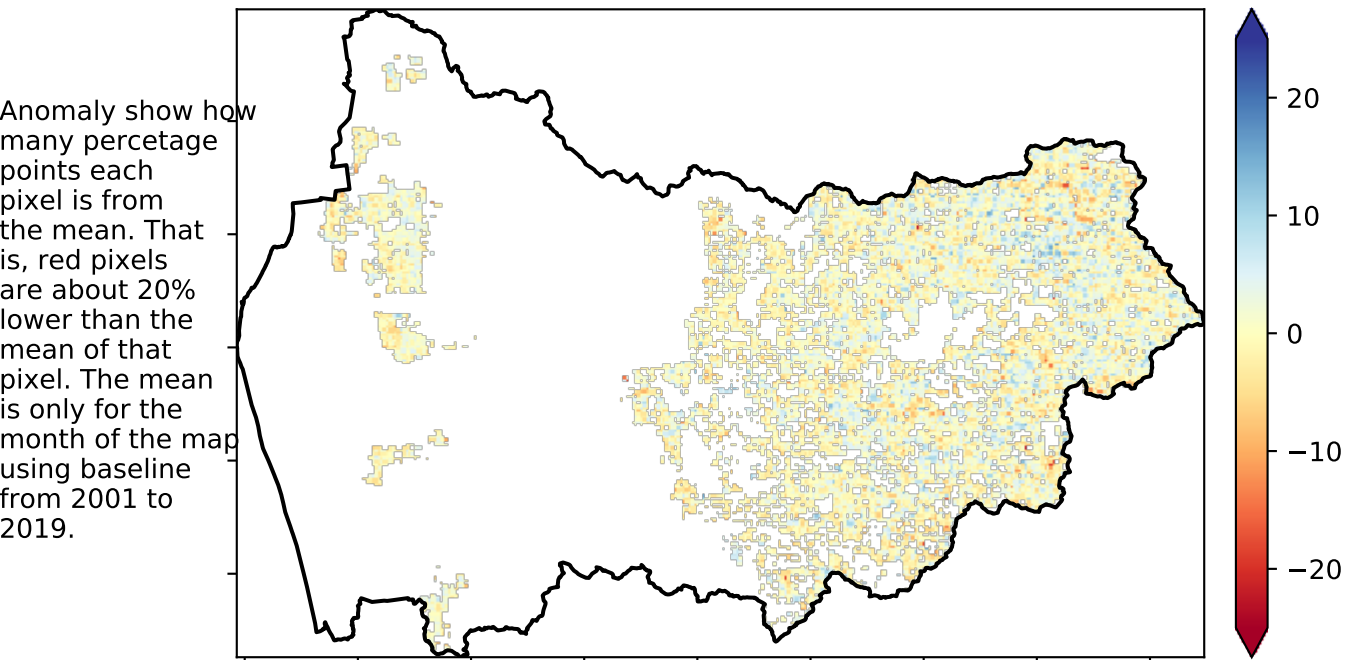 Anomaly show how
many percetage
points each
pixel is from
the mean. That
is, red pixels
are about 20%
lower than the
mean of that
pixel. The mean
is only for the
month of the map
using baseline
from 2001 to
2019.
20
10
0
−10
−20